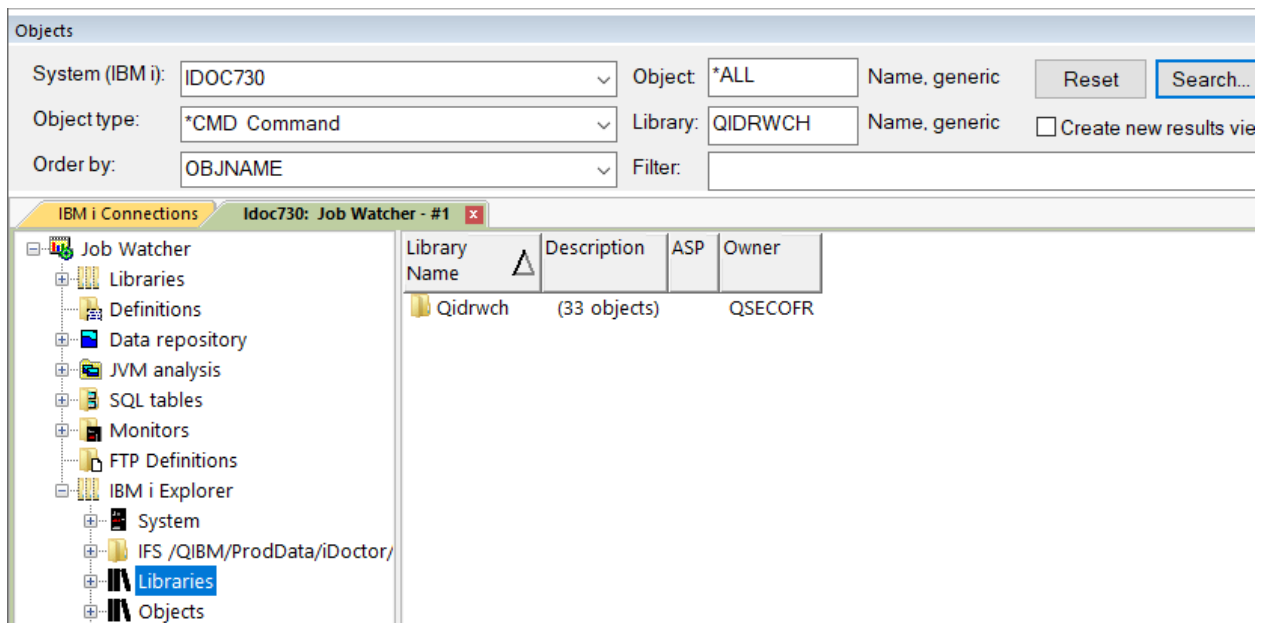 Objects
System (IBM i): IDOC730 Object: *ALL Name, generic Reset Search...
Object type: *CMD Command Library: QIDRWCH Name, generic Create new results vie
Order by: OBJNAME Filter:
IBM i Connections Idoc730: Job Watcher - #1
Job Watcher
Libraries
Definitions
Data repository
JVM analysis
SQL tables
Monitors
FTP Definitions
IBM i Explorer
System
IFS /QIBM/ProdData/iDoctor/
Libraries
Objects
Library Name Description ASP Owner
Qidrwch (33 objects) QSECOFR